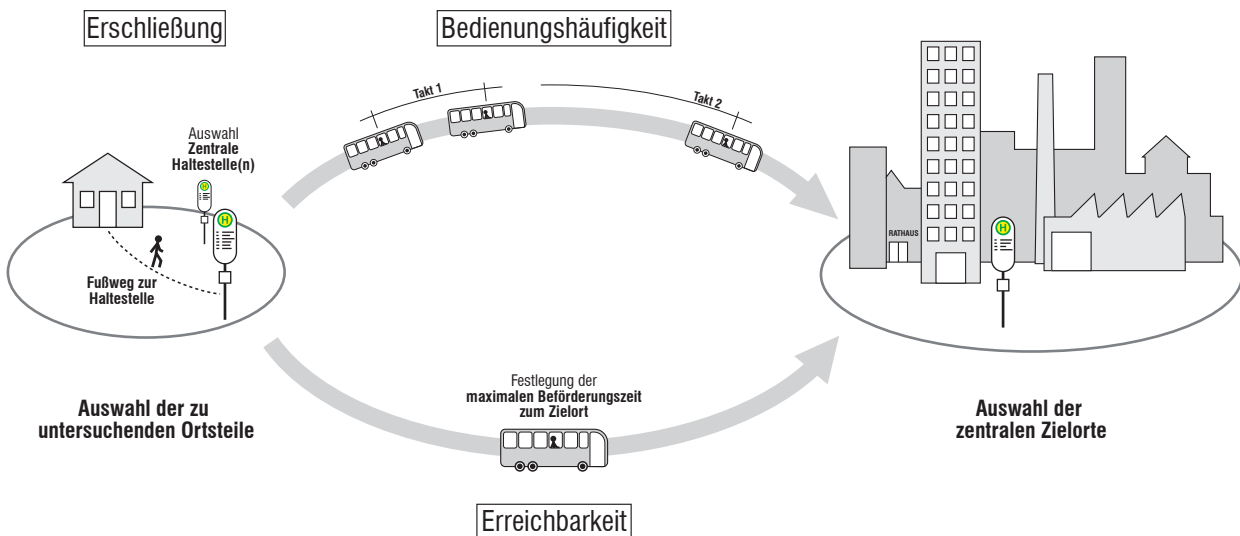 Erschließung
Bedienungshäufigkeit
Takt 1
Takt 2
Auswahl
Zentrale
Haltestelle(n)
H
H
Fußweg zur
Haltestelle
RATHAUS
H
Festlegung der
maximalen Beförderungszeit
zum Zielort
Auswahl der zu
untersuchenden Ortsteile
Auswahl der
zentralen Zielorte
Erreichbarkeit